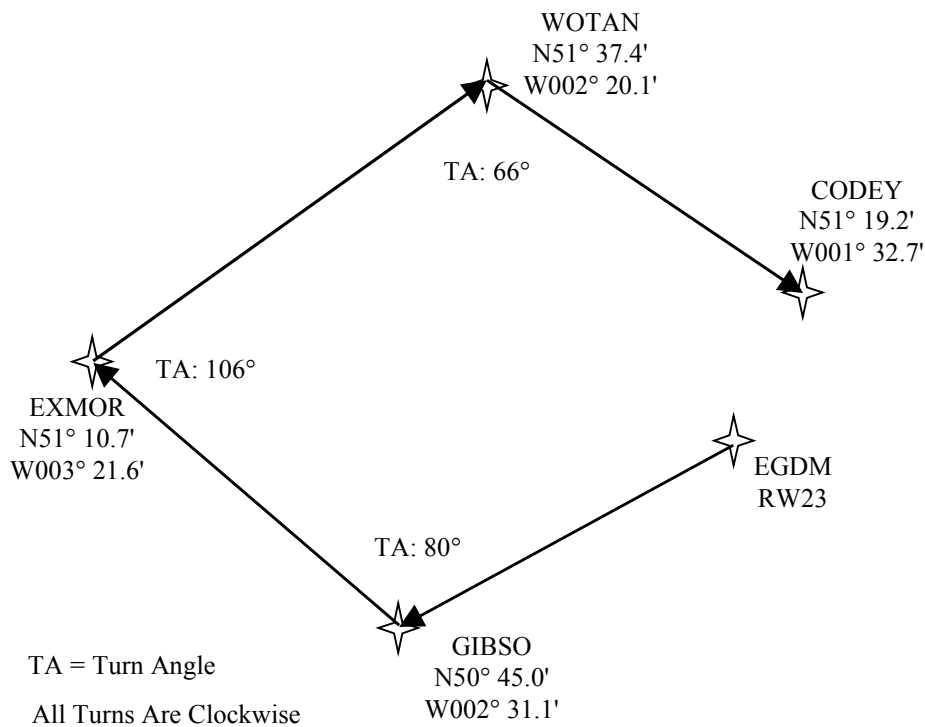 WOTAN
N51° 37.4'
W002° 20.1'
TA: 66°
CODEY
N51° 19.2'
W001° 32.7'
TA: 106°
EXMOR
N51° 10.7'
W003° 21.6'
EGDM
RW23
TA: 80°
GIBSO
N50° 45.0'
W002° 31.1'
TA = Turn Angle
All Turns Are Clockwise